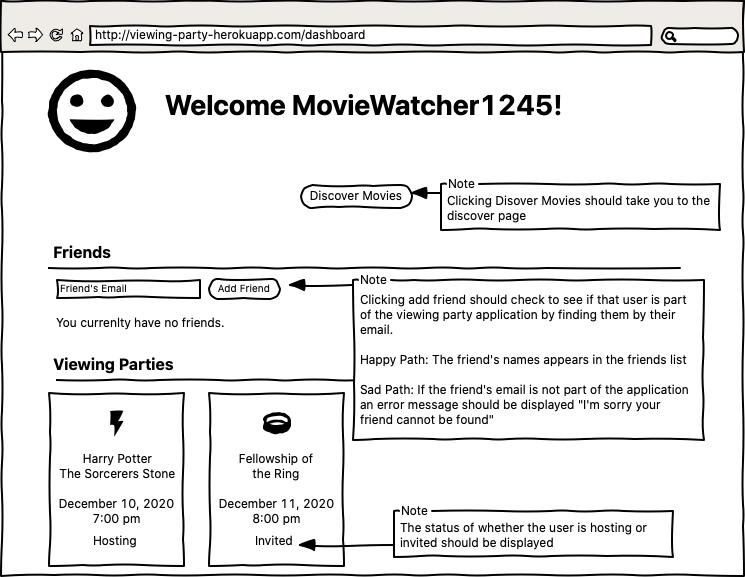 http://viewing-party-herokuapp.com/dashboard
Welcome MovieWatcher1245!
Discover Movies
Note
Clicking Disover Movies should take you to the
discover page
Friends
Friend's Email
Add Friend
Note
Clicking add friend should check to see if that user is part
of the viewing party application by finding them by their
email.
Happy Path: The friend's names appears in the friends list
Sad Path: If the friend's email is not part of the application
an error message should be displayed "I'm sorry your
friend cannot be found"
You currenlty have no friends.
Viewing Parties
Harry Potter
The Sorcerers Stone
December 10, 2020
7:00 pm
Hosting
Fellowship of
the Ring
December 11, 2020
8:00 pm
Invited
Note
The status of whether the user is hosting or
invited should be displayed